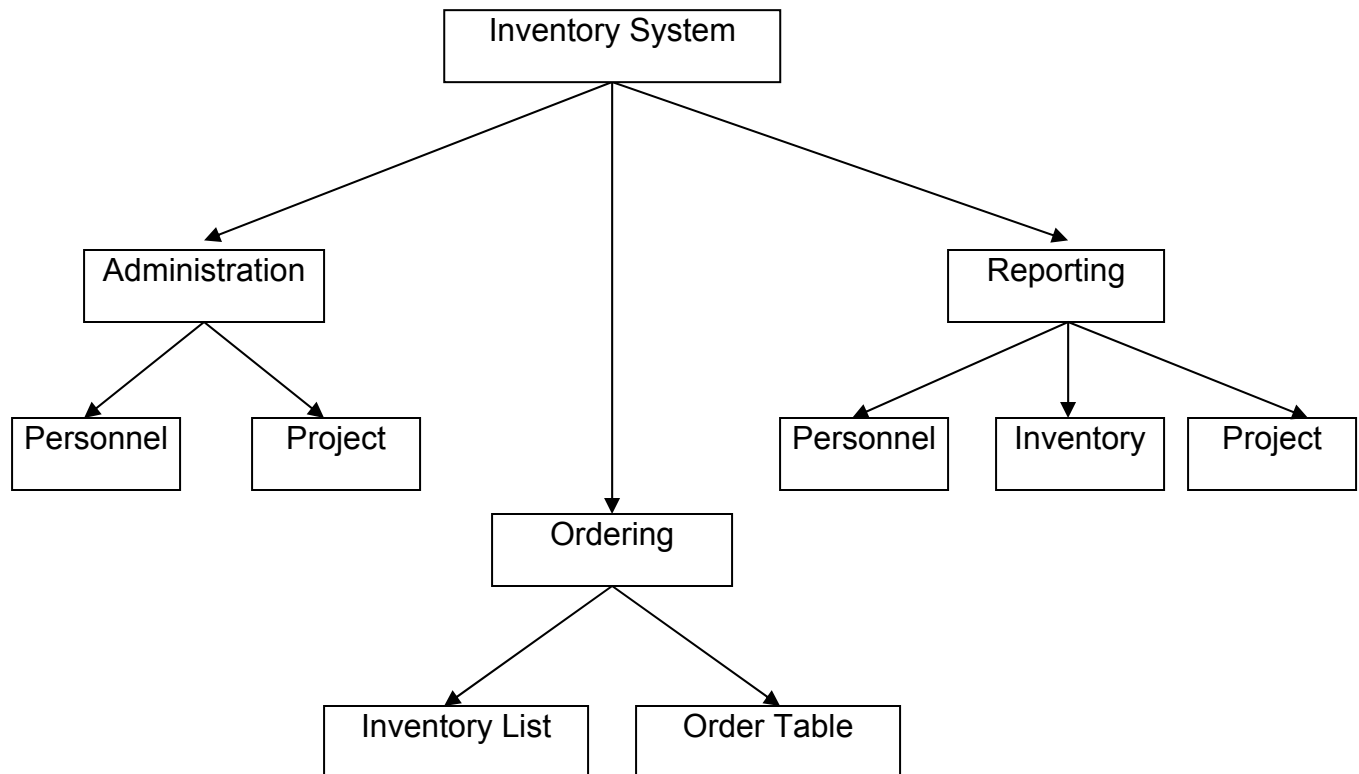 Inventory System
Administration
Reporting
Personnel
Project
Personnel
Inventory
Project
Ordering
Inventory List
Order Table